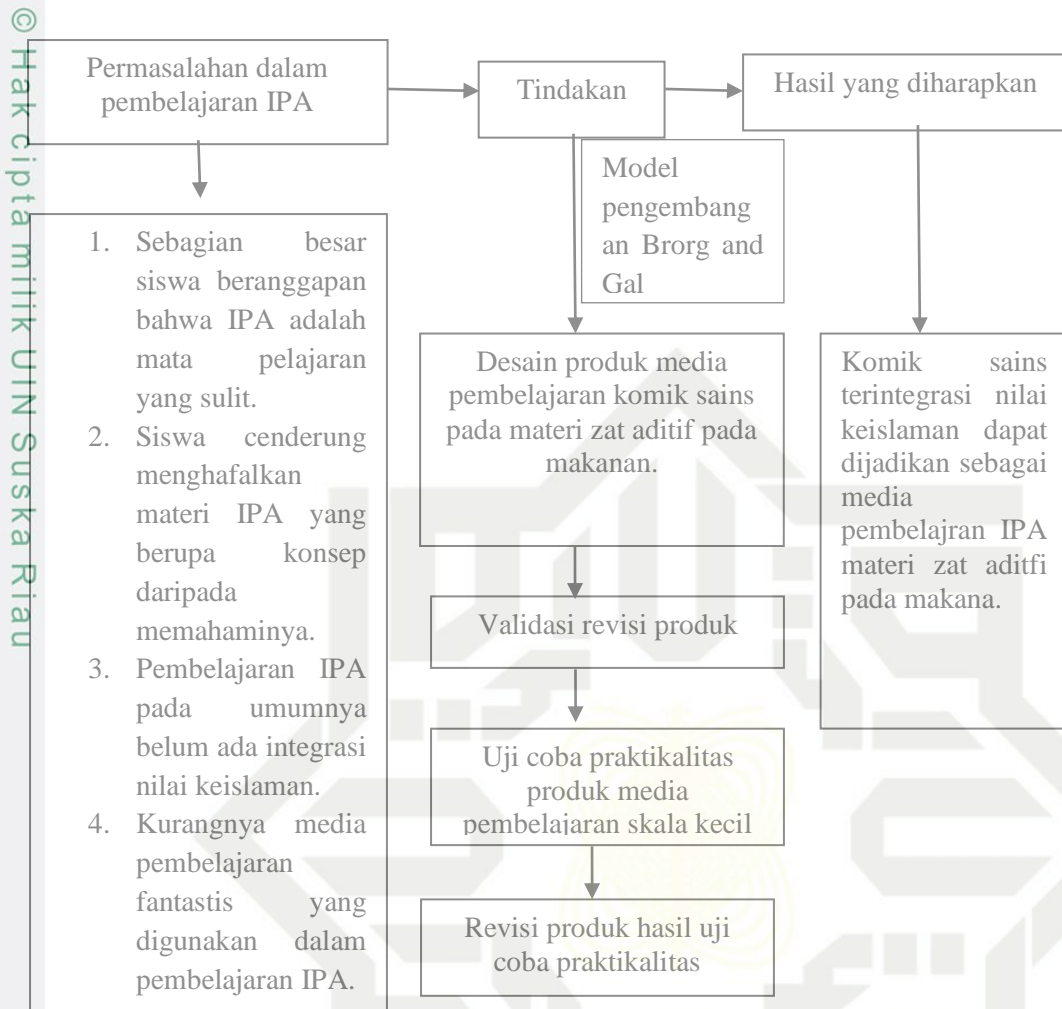 © Hak cipta milik UIN Suska Riau
Permasalahan dalam
pembelajaran IPA
Tindakan
Hasil yang diharapkan
Model
pengembang
an Brorg and
Gal
1. Sebagian besar
siswa beranggapan
bahwa IPA adalah
mata pelajaran
yang sulit.
2. Siswa cenderung
menghafalkan
materi IPA yang
berupa konsep
daripada
memahaminya.
3. Pembelajaran IPA
pada umumnya
belum ada integrasi
nilai keislaman.
4. Kurangnya media
pembelajaran
fantastis yang
digunakan dalam
pembelajaran IPA.
Desain produk media
pembelajaran komik sains
pada materi zat aditif pada
makanan.
Validasi revisi produk
Uji coba praktikalitas
produk media
pembelajaran skala kecil
Revisi produk hasil uji
coba praktikalitas
Komik sains
terintegrasi nilai
keislaman dapat
dijadikan sebagai
media
pembelajran IPA
materi zat aditfi
pada makana.